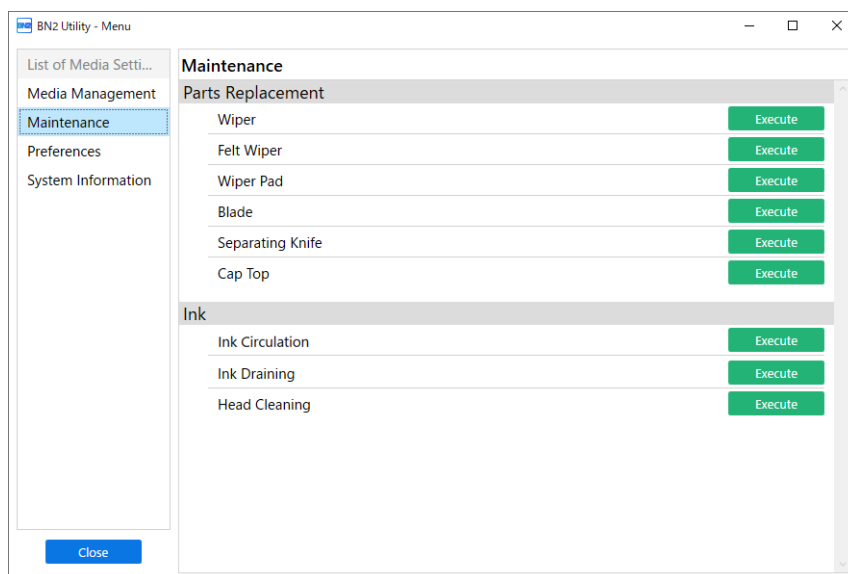 BN2 BN2 Utility - Menu
List of Media Setti...
Media Management
Maintenance
Preferences
System Information
Close
Maintenance
Parts Replacement
Wiper Execute
Felt Wiper Execute
Wiper Pad Execute
Blade Execute
Separating Knife Execute
Cap Top Execute
Ink
Ink Circulation Execute
Ink Draining Execute
Head Cleaning Execute